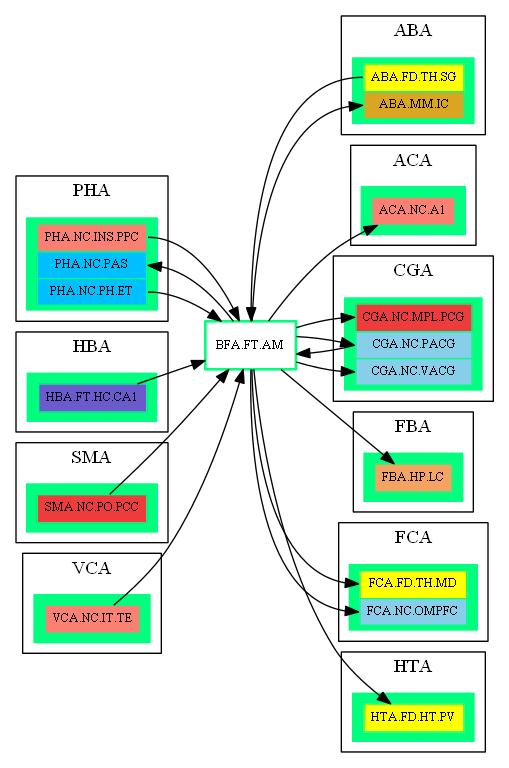 PHA
PHA.NC.INS.PPC
PHA.NC.PAS
PHA.NC.PH.ET
HBA
HBA.FT.HC.CA1
SMA
SMA.NC.PO.PCC
VCA
VCA.NC.IT.TE
BFA.FT.AM
ABA
ABA.FD.TH.SG
ABA.MM.IC
ACA
ACA.NC.A1
CGA
CGA.NC.MPL.PCG
CGA.NC.PACG
CGA.NC.VACG
FBA
FBA.HP.LC
FCA
FCA.FD.TH.MD
FCA.NC.OMPFC
HTA
HTA.FD.HT.PV